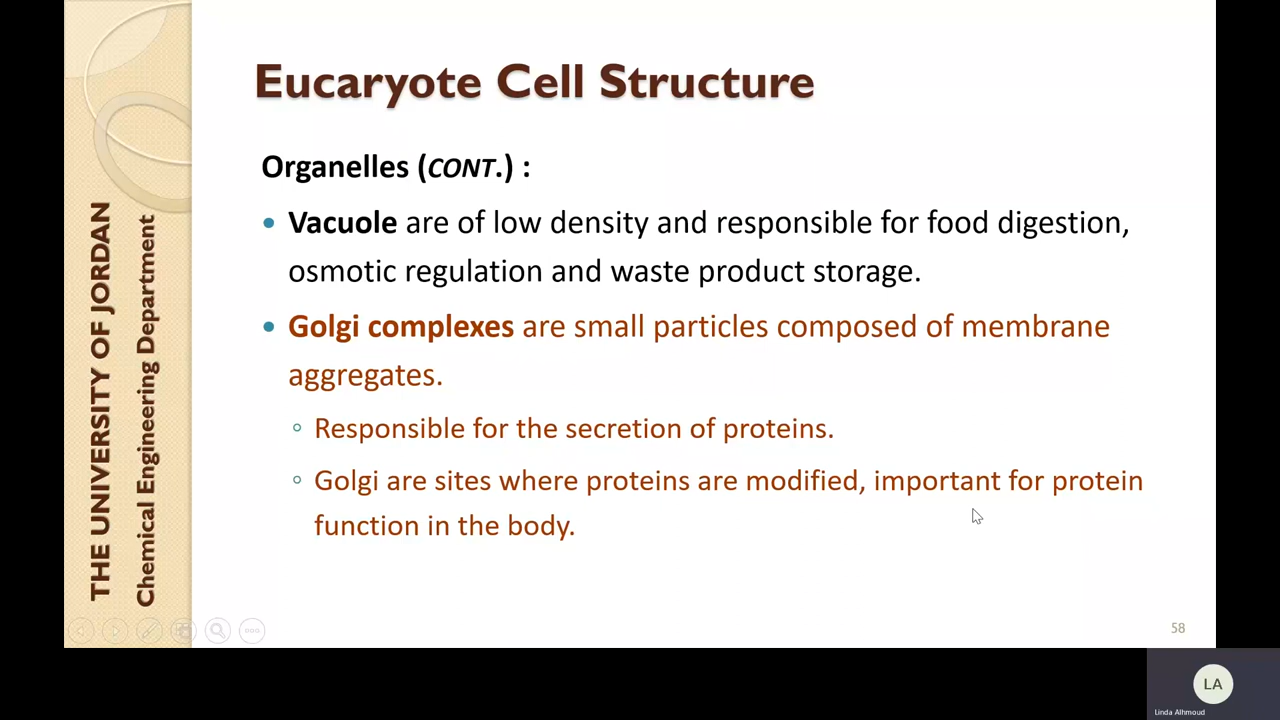 THE UNIVERSITY OF JORDAN
Chemical Engineering Department
Eucaryote Cell Structure
Organelles (CONT.) :
• Vacuole are of low density and responsible for food digestion,
osmotic regulation and waste product storage.
• Golgi complexes are small particles composed of membrane
aggregates.
◦ Responsible for the secretion of proteins.
◦ Golgi are sites where proteins are modified, important for protein
function in the body.
58
LA
Linda Alhmoud